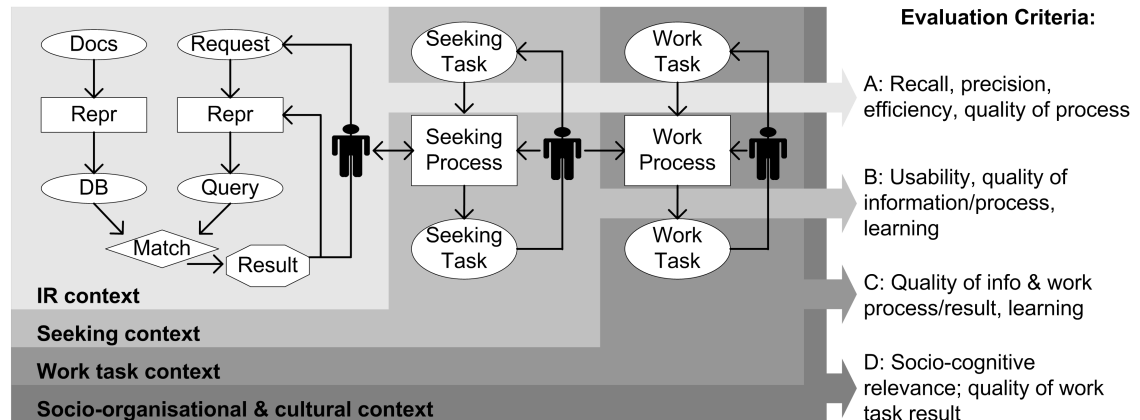 Evaluation Criteria:
Docs
Request
Seeking
Task
Work
Task
Repr
Repr
Seeking
Process
Work
Process
DB
Query
Match
Result
Seeking
Task
Work
Task
IR context
Seeking context
Work task context
Socio-organisational & cultural context
A: Recall, precision,
efficiency, quality of process
B: Usability, quality of
information/process,
learning
C: Quality of info & work
process/result, learning
D: Socio-cognitive
relevance; quality of work
task result